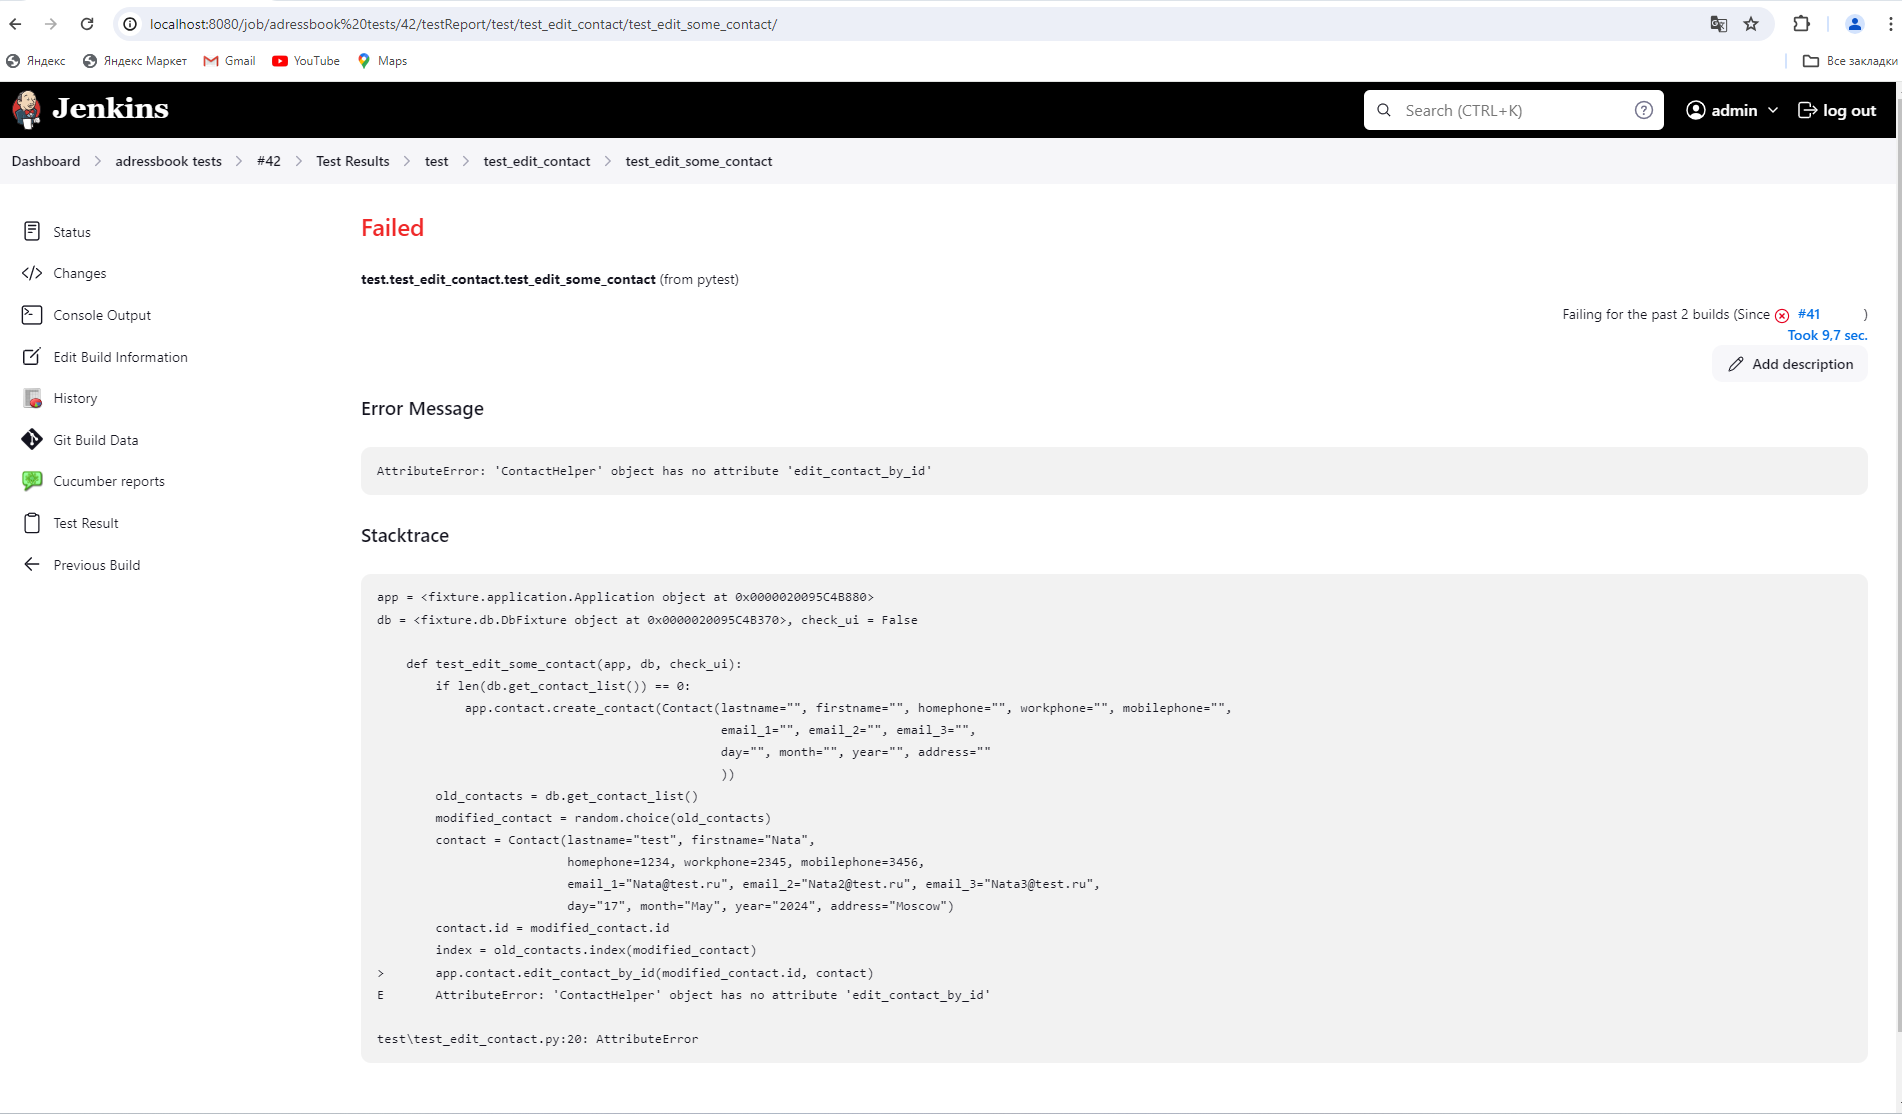 localhost:8080/job/adressbook%20tests/42/testReport/test/test_edit_contact/test_edit_some_contact/
Яндекс Яндекс Маркет Gmail YouTube Maps Все закладки
Jenkins Search (CTRL+K) admin log out
Dashboard adressbook tests #42 Test Results test test_edit_contact test_edit_some_contact
Status
Changes
Console Output
Edit Build Information
History
Git Build Data
Cucumber reports
Test Result
Previous Build
Failed
test.test_edit_contact.test_edit_some_contact (from pytest)
Failing for the past 2 builds (Since #41 )
Took 9,7 sec.
Add description
Error Message
AttributeError: 'ContactHelper' object has no attribute 'edit_contact_by_id'
Stacktrace
app = <fixture.application.Application object at 0x0000020095C4B880>
db = <fixture.db.DbFixture object at 0x0000020095C4B370>, check_ui = False
def test_edit_some_contact(app, db, check_ui):
if len(db.get_contact_list()) == 0:
app.contact.create_contact(Contact(lastname="", firstname="", homephone="", workphone="", mobilephone="",
email_1="", email_2="", email_3="",
day="", month="", year="", address=""
))
old_contacts = db.get_contact_list()
modified_contact = random.choice(old_contacts)
contact = Contact(lastname="test", firstname="Nata",
homephone=1234, workphone=2345, mobilephone=3456,
email_1="Nata@test.ru", email_2="Nata2@test.ru", email_3="Nata3@test.ru",
day="17", month="May", year="2024", address="Moscow")
contact.id = modified_contact.id
index = old_contacts.index(modified_contact)
> app.contact.edit_contact_by_id(modified_contact.id, contact)
E AttributeError: 'ContactHelper' object has no attribute 'edit_contact_by_id'
test\test_edit_contact.py:20: AttributeError